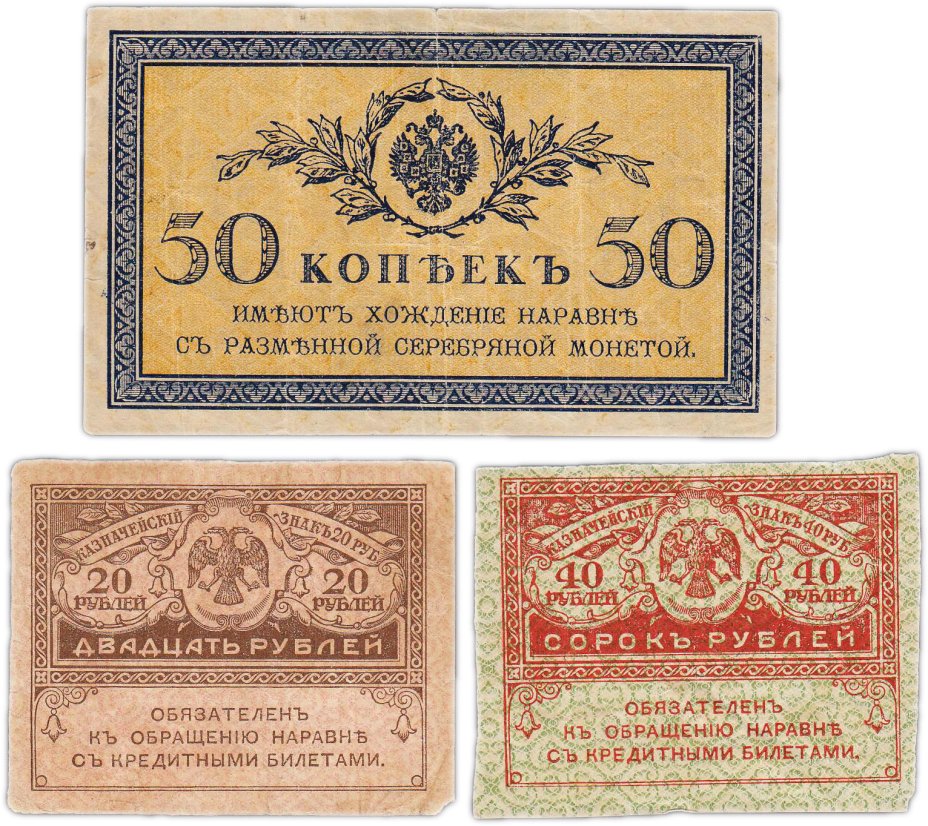 50 КОПѢЕКЪ 50
ИМѢЮТЪ ХОЖДЕНІЕ НАРАВНѢ
СЪ РАЗМѢННОЙ СЕРЕБРЯНОЙ МОНЕТОЙ.
КАЗНАЧЕЙСКІЙ ЗНАКЪ 20 РУБ.
20 20
РУБЛЕЙ РУБЛЕЙ
ДВАДЦАТЬ РУБЛЕЙ
ОБЯЗАТЕЛЕНЪ
КЪ ОБРАЩЕНІЮ НАРАВНѢ
СЪ КРЕДИТНЫМИ БИЛЕТАМИ.
КАЗНАЧЕЙСКІЙ ЗНАКЪ 40 РУБ.
40 40
РУБЛЕЙ РУБЛЕЙ
СОРОКЪ РУБЛЕЙ
ОБЯЗАТЕЛЕНЪ
КЪ ОБРАЩЕНІЮ НАРАВНѢ
СЪ КРЕДИТНЫМИ БИЛЕТАМИ.